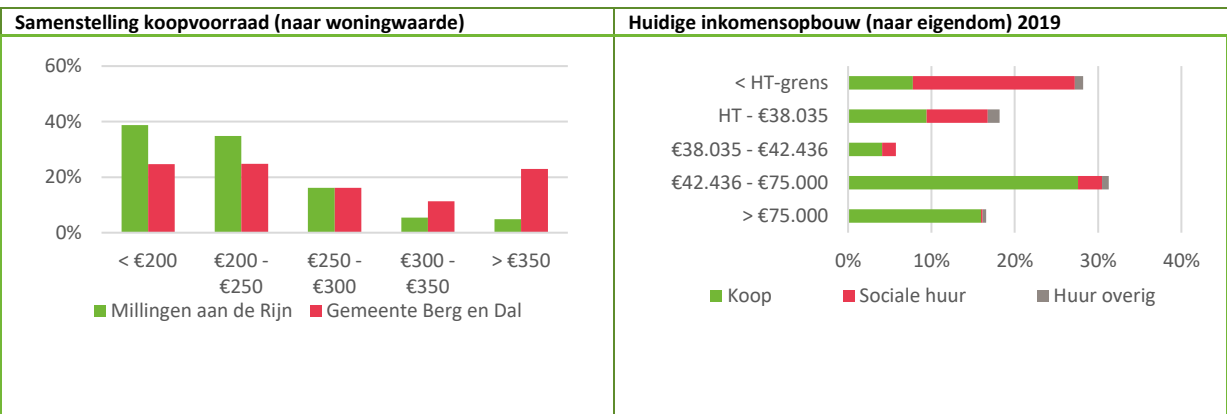 Samenstelling koopvoorraad (naar woningwaarde)
60%
40%
20%
0%
< €200
€200 -
€250
€250 -
€300
€300 -
€350
> €350
Millingen aan de Rijn
Gemeente Berg en Dal
Huidige inkomensopbouw (naar eigendom) 2019
< HT-grens
HT - €38.035
€38.035 - €42.436
€42.436 - €75.000
> €75.000
0% 10% 20% 30% 40%
Koop
Sociale huur
Huur overig